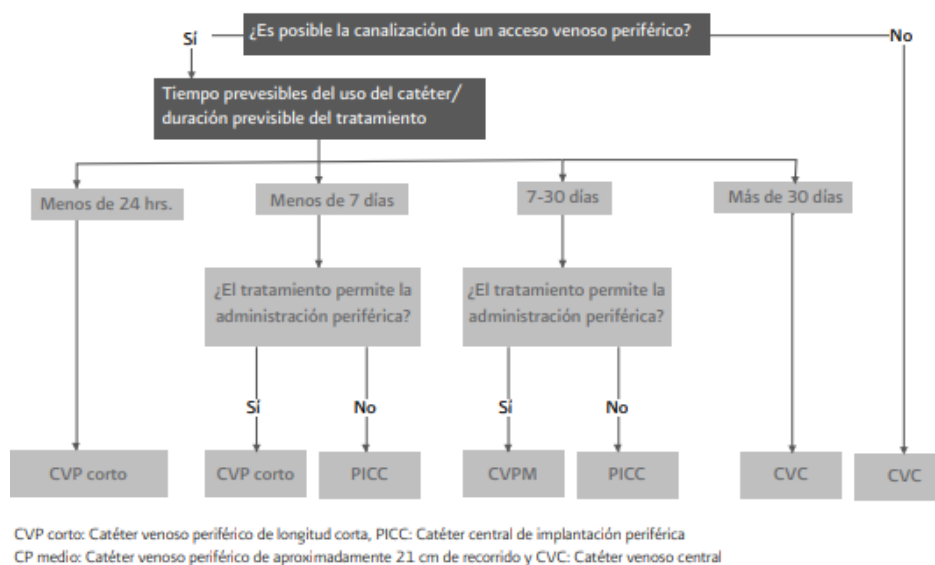 ¿Es posible la canalización de un acceso venoso periférico?
Sí
No
Tiempo prevesibles del uso del catéter/
duración previsible del tratamiento
Menos de 24 hrs.
Menos de 7 días
7-30 días
Más de 30 días
¿El tratamiento permite la
administración periférica?
¿El tratamiento permite la
administración periférica?
Sí
No
Sí
No
CVP corto
CVP corto
PICC
CVPM
PICC
CVC
CVC
CVP corto: Catéter venoso periférico de longitud corta, PICC: Catéter central de implantación periférica
CP medio: Catéter venoso periférico de aproximadamente 21 cm de recorrido y CVC: Catéter venoso central